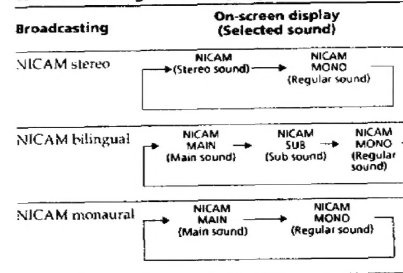 On-screen display
Broadcasting (Selected sound)
NICAM stereo NICAM NICAM
(Stereo sound) MONO
(Regular sound)
NICAM bilingual NICAM NICAM NICAM
MAIN SUB MONO
(Main sound) (Sub sound) (Regular
sound)
NICAM monaural NICAM NICAM
MAIN MONO
(Main sound) (Regular sound)